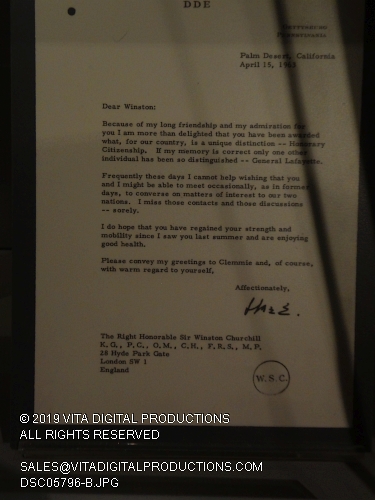 DDE
GETTYSBURG
PENNSYLVANIA
Palm Desert, California
April 15, 1963
Dear Winston:
Because of my long friendship and my admiration for
you I am more than delighted that you have been awarded
what, for our country, is a unique distinction -- Honorary
Citizenship. If my memory is correct only one other
individual has been so distinguished -- General Lafayette.
Frequently these days I cannot help wishing that you
and I might be able to meet occasionally, as in former
days, to converse on matters of interest to our two
nations. I miss those contacts and those discussions
-- sorely.
I do hope that you have regained your strength and
mobility since I saw you last summer and are enjoying
good health.
Please convey my greetings to Clemmie and, of course,
with warm regard to yourself,
Affectionately,
Ike E.
The Right Honorable Sir Winston Churchill
K.G., P.C., O.M., C.H., F.R.S., M.P.
28 Hyde Park Gate
London SW 1
England
W.S.C.
© 2019 VITA DIGITAL PRODUCTIONS
ALL RIGHTS RESERVED
SALES@VITADIGITALPRODUCTIONS.COM
DSC05796-B.JPG